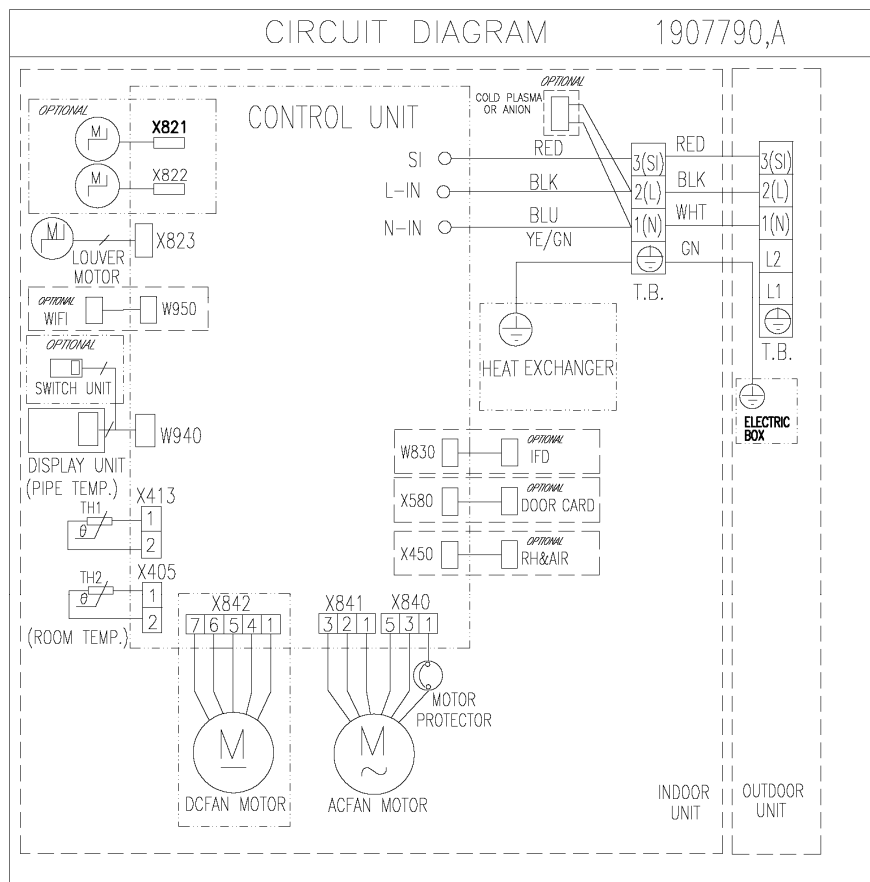 CIRCUIT DIAGRAM 1907790,A
OPTIONAL
M
X821
M
X822
CONTROL UNIT
OPTIONAL
COLD PLASMA
OR ANION
SI
RED
3(SI)
RED
3(SI)
L-IN
BLK
2(L)
BLK
2(L)
N-IN
BLU
1(N)
WHT
1(N)
YE/GN
GN
L2
L1
T.B.
T.B.
M
X823
LOUVER
MOTOR
OPTIONAL
WIFI
W950
OPTIONAL
SWITCH UNIT
HEAT EXCHANGER
ELECTRIC
BOX
W940
DISPLAY UNIT
(PIPE TEMP.)
W830
OPTIONAL
IFD
X580
OPTIONAL
DOOR CARD
X450
OPTIONAL
RH&AIR
X413
TH1
θ
1
2
X405
TH2
θ
1
2
(ROOM TEMP.)
X842
7 6 5 4 1
X841
3 2 1
X840
5 3 1
MOTOR
PROTECTOR
M
M
~
DCFAN MOTOR
ACFAN MOTOR
INDOOR
UNIT
OUTDOOR
UNIT